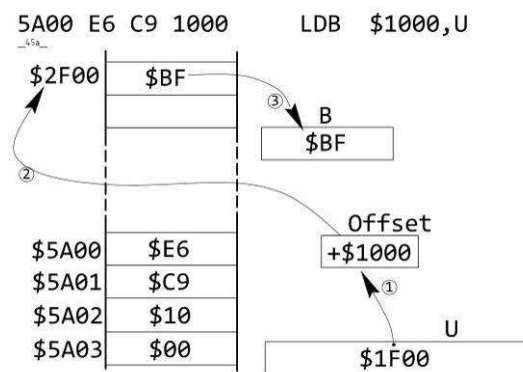 5A00 E6 C9 1000 LDB $1000,U
_45a_
$2F00 $BF
③
B
$BF
②
Offset
$5A00 $E6 +$1000
$5A01 $C9 ①
$5A02 $10
U
$5A03 $00 $1F00